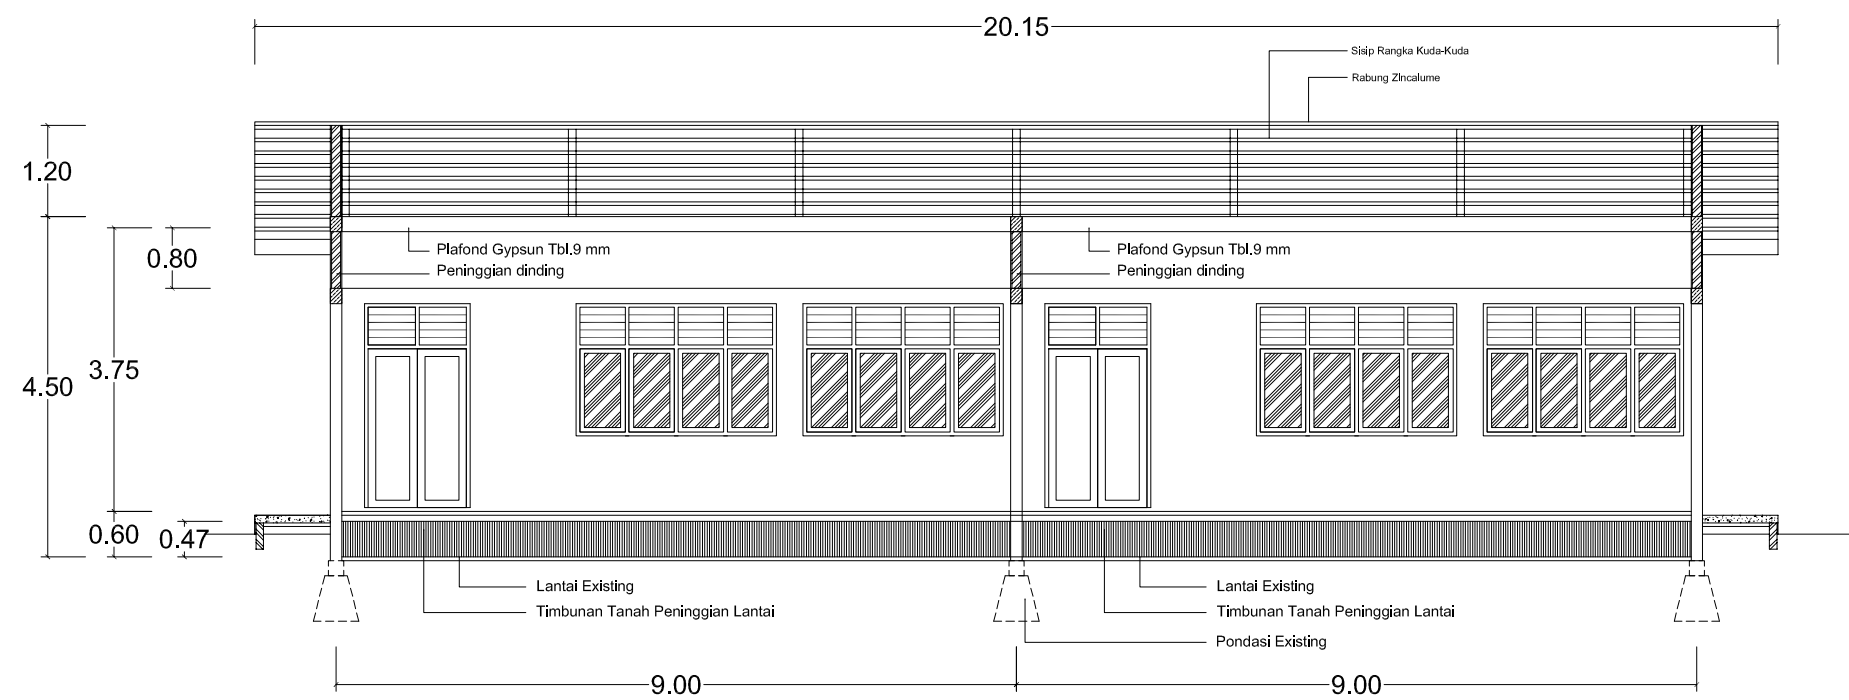 20.15
Sisip Rangka Kuda-Kuda
Rabung ZIncalume
1.20
Plafond Gypsun Tbl.9 mm
Peninggian dinding
Plafond Gypsun Tbl.9 mm
Peninggian dinding
0.80
3.75
4.50
0.60
0.47
Lantai Existing
Timbunan Tanah Peninggian Lantai
Lantai Existing
Timbunan Tanah Peninggian Lantai
Pondasi Existing
9.00
9.00